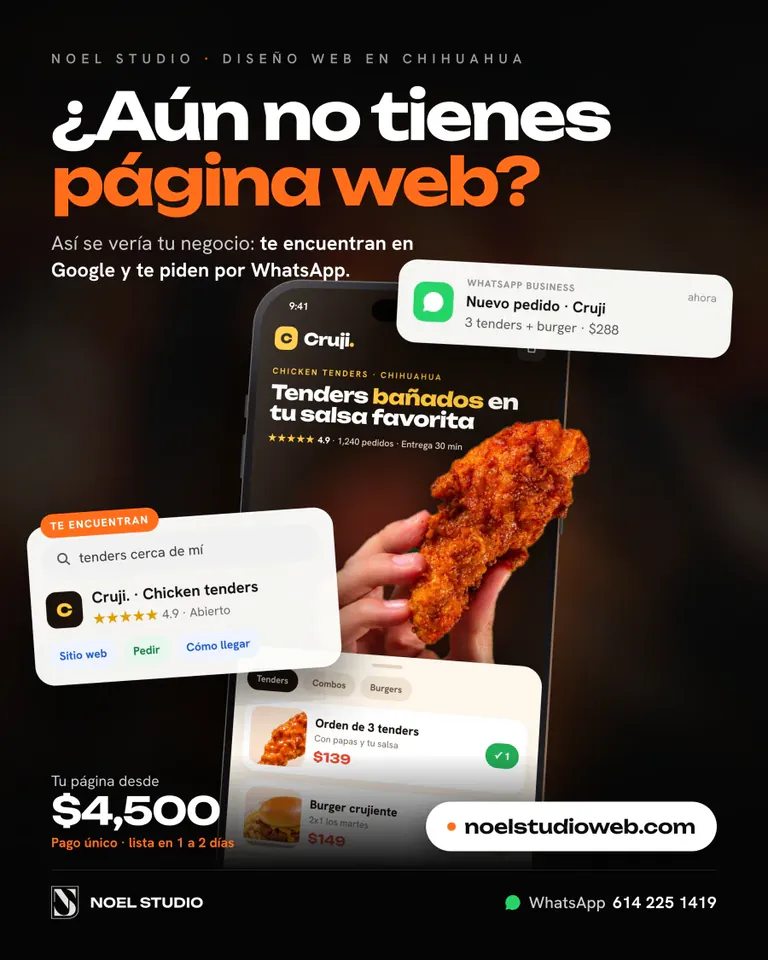 NOEL STUDIO · DISEÑO WEB EN CHIHUAHUA
¿Aún no tienes
página web?
Así se vería tu negocio: te encuentran en
Google y te piden por WhatsApp.
WHATSAPP BUSINESS
ahora
Nuevo pedido · Cruji
3 tenders + burger · $288
9:41
C Cruji.
CHICKEN TENDERS · CHIHUAHUA
Tenders bañados en
tu salsa favorita
★★★★★ 4.9 · 1,240 pedidos · Entrega 30 min
TE ENCUENTRAN
tenders cerca de mí
C
Cruji. · Chicken tenders
★★★★★ 4.9 · Abierto
Sitio web Pedir Cómo llegar
Tenders Combos Burgers
Orden de 3 tenders
Con papas y tu salsa
$139
✓ 1
Burger crujiente
2x1 los martes
$149
Tu página desde
$4,500
Pago único · lista en 1 a 2 días
noelstudioweb.com
N NOEL STUDIO
WhatsApp 614 225 1419